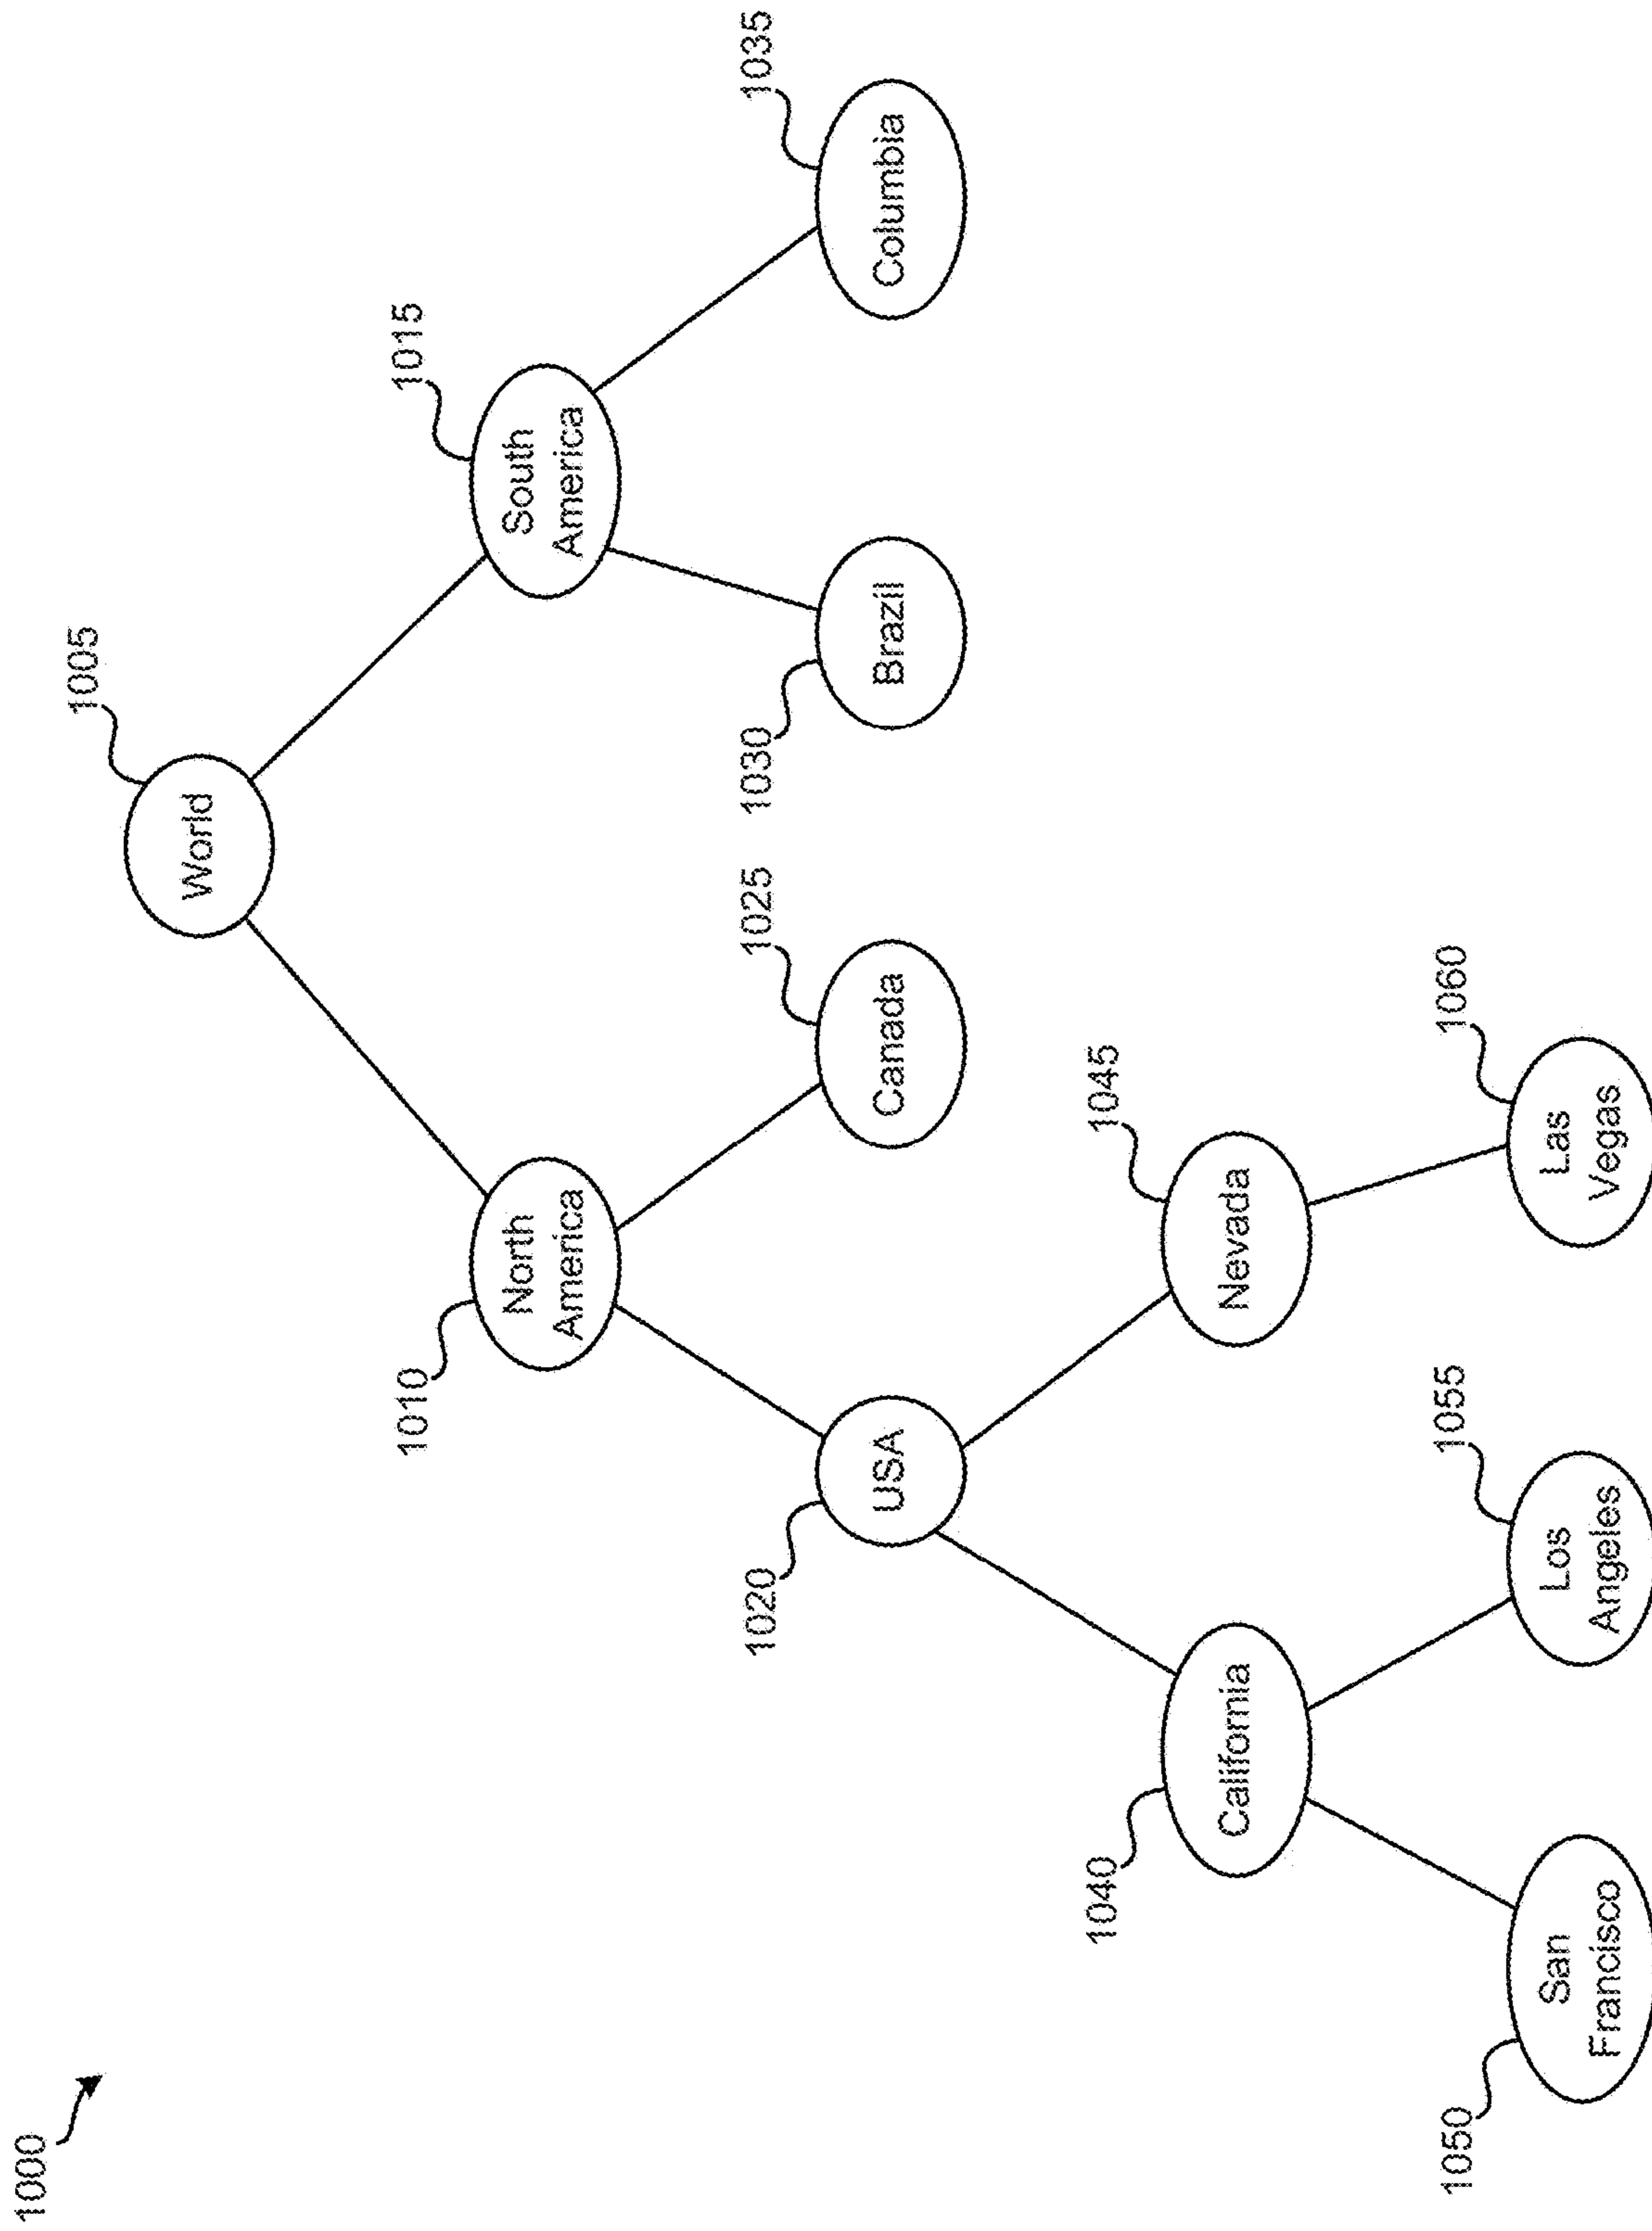 1000
World
1005
1010
North
America
South
America
1015
1020
USA
Canada
1025
1030
Brazil
Columbia
1035
1040
California
Nevada
1045
1050
San
Francisco
Los
Angeles
1055
Las
Vegas
1060